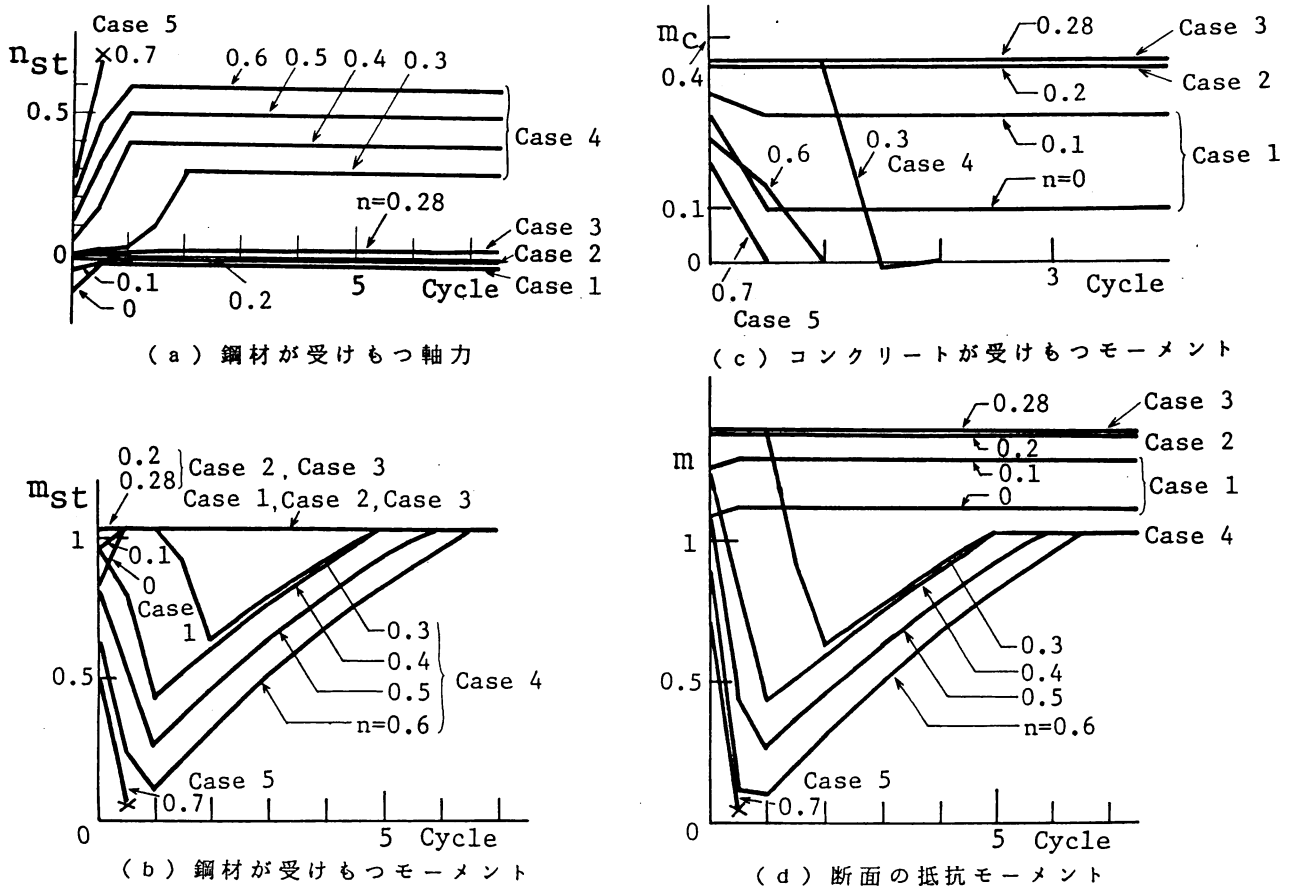 Case 5
n st
0.7
0.6 0.5 0.4 0.3
0.5
Case 4
n=0.28
Case 3
0
Case 2
0.1
0.2
5
Cycle
Case 1
0
(a) 鋼材が受けもつ軸力
m c
0.28
Case 3
0.4
Case 2
0.2
0.3
0.1
0.6
Case 4
Case 1
n=0
0.1
0
3
Cycle
0.7
Case 5
(c) コンクリートが受けもつモーメント
0.2
0.28
Case 2, Case 3
m st
Case 1, Case 2, Case 3
1
0.1
0
Case
1
0.3
0.4
0.5
Case 4
0.5
n=0.6
Case 5
0.7
0
5
Cycle
(b) 鋼材が受けもつモーメント
0.28
Case 3
m
0.2
Case 2
0.1
Case 1
0
1
Case 4
0.3
0.4
0.5
0.5
n=0.6
Case 5
0.7
0
5
Cycle
(d) 断面の抵抗モーメント